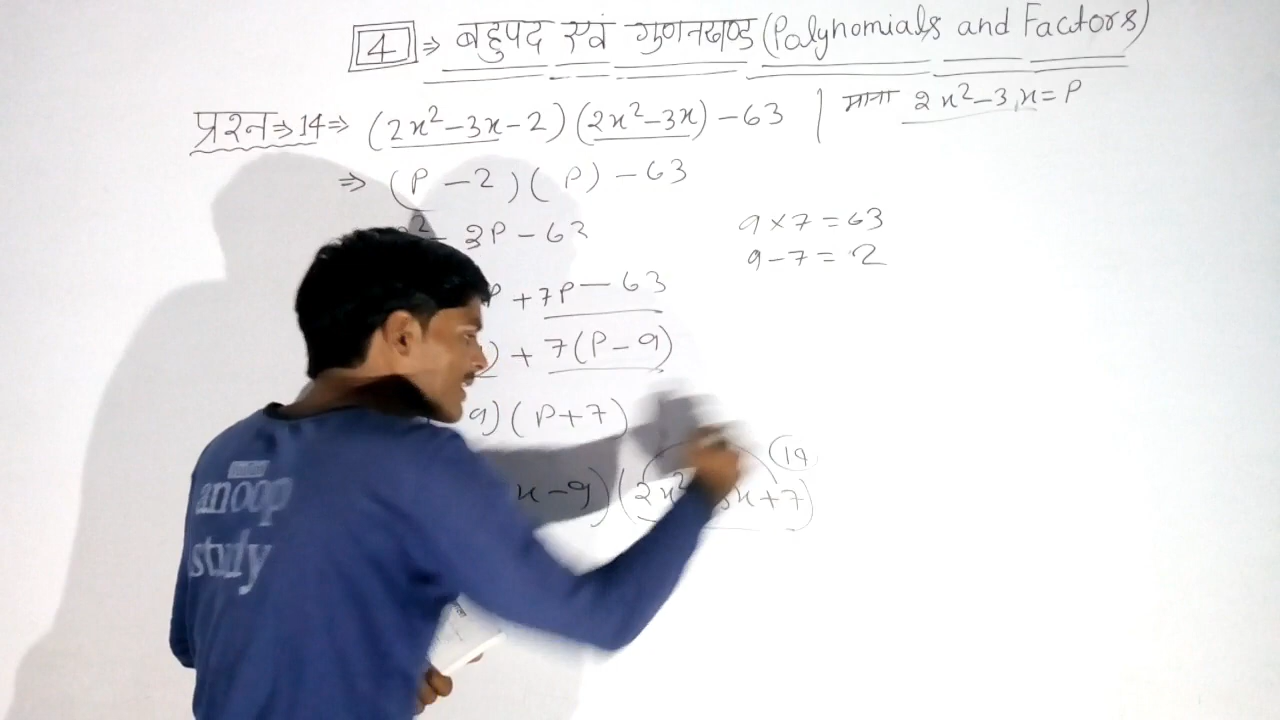 4 ⇒ बहुपद एवं गुणनखण्ड (Polynomials and Factors)
प्रश्न⇒14⇒ (2x²-3x-2)(2x²-3x)-63 | माना 2x²-3x=P
⇒ (P-2)(P)-63
- 2P-63
9×7=63
9-7=2
P+7P-63
)+7(P-9)
9)(P+7)
x-9)(2x² 3x+7)
(14
anoop
study